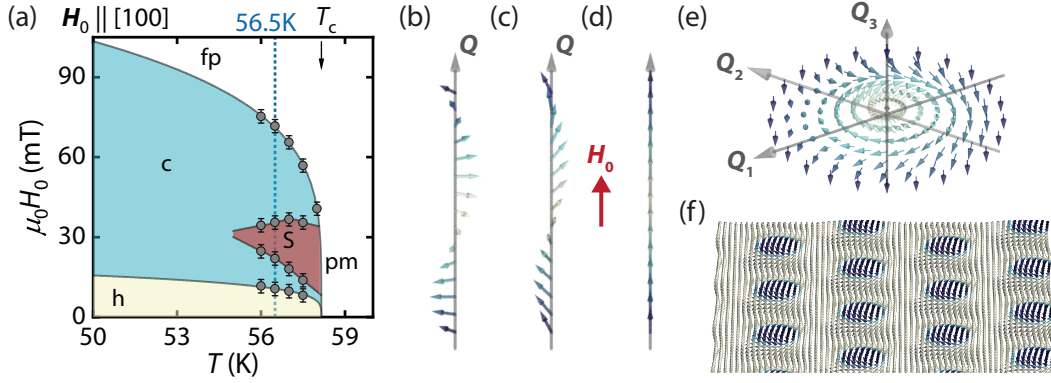 (a)
H₀ || [100]
56.5K
Tc
fp
c
S
pm
h
90
60
30
0
μ₀H₀ (mT)
50
53
56
59
T (K)
(b)
(c)
(d)
Q
Q
H₀
(e)
Q₃
Q₂
Q₁
(f)